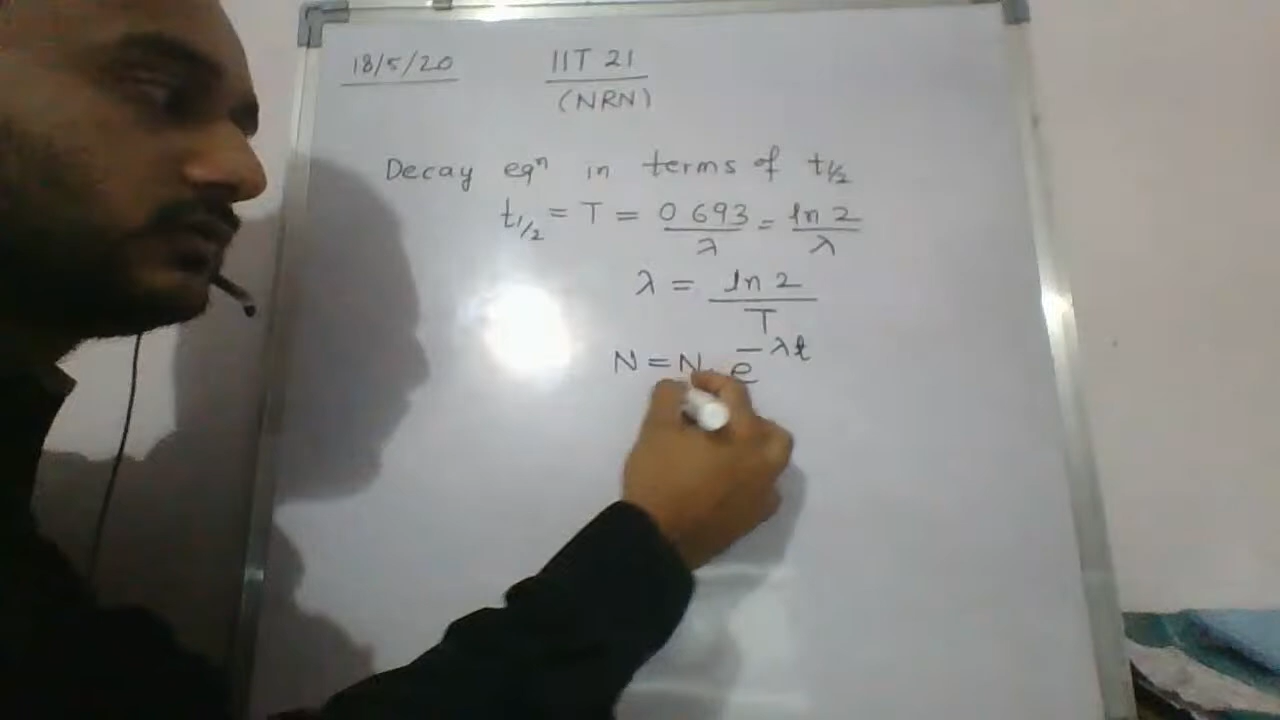 18/5/20 IIT 21
(NRN)
Decay eqⁿ in terms of t1/2
t1/2 = T = 0 693/λ = ln 2/λ
λ = ln 2/T
N = N e^-λt